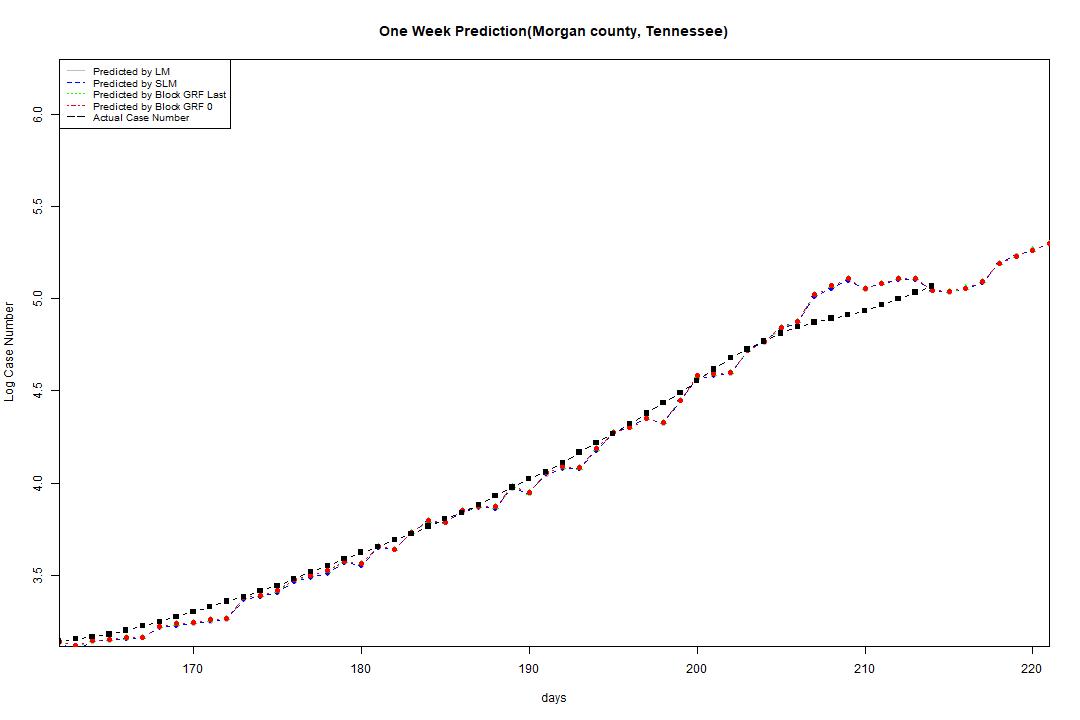 One Week Prediction(Morgan county, Tennessee)
Predicted by LM
Predicted by SLM
Predicted by Block GRF Last
Predicted by Block GRF 0
Actual Case Number
6.0
5.5
5.0
4.5
4.0
3.5
Log Case Number
170 180 190 200 210 220
days